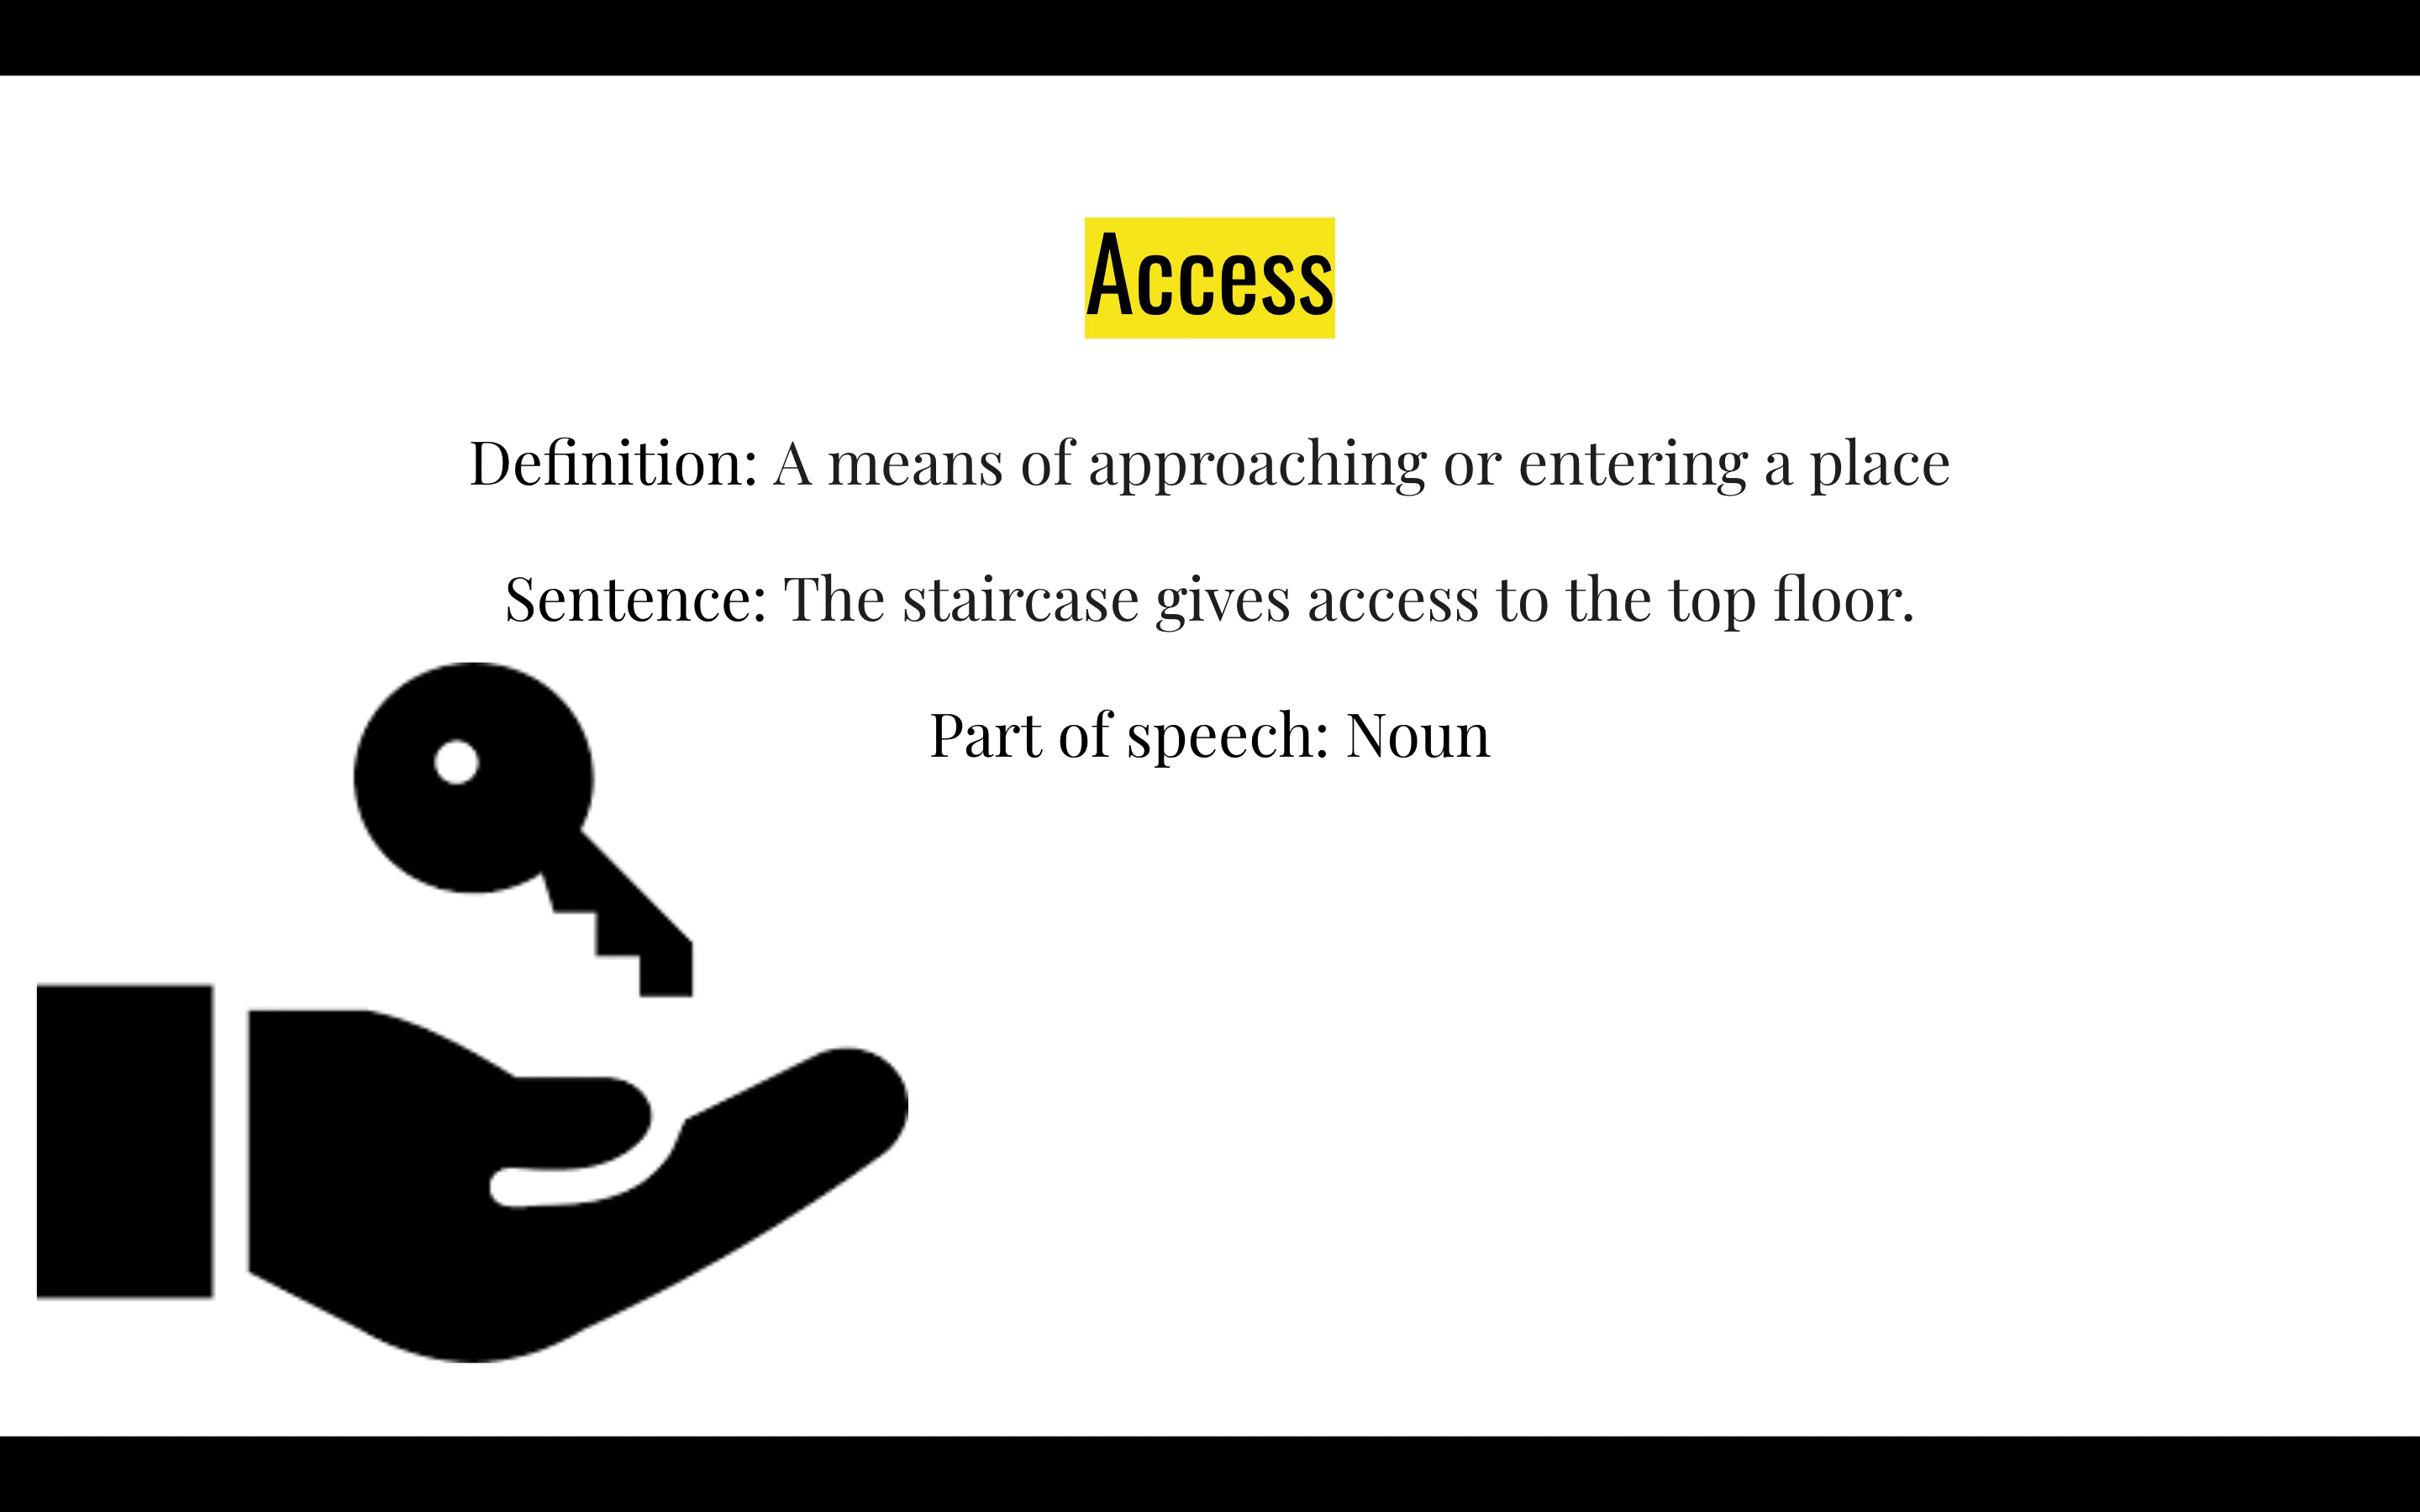 Access
Definition: A means of approaching or entering a place
Sentence: The staircase gives access to the top floor.
Part of speech: Noun